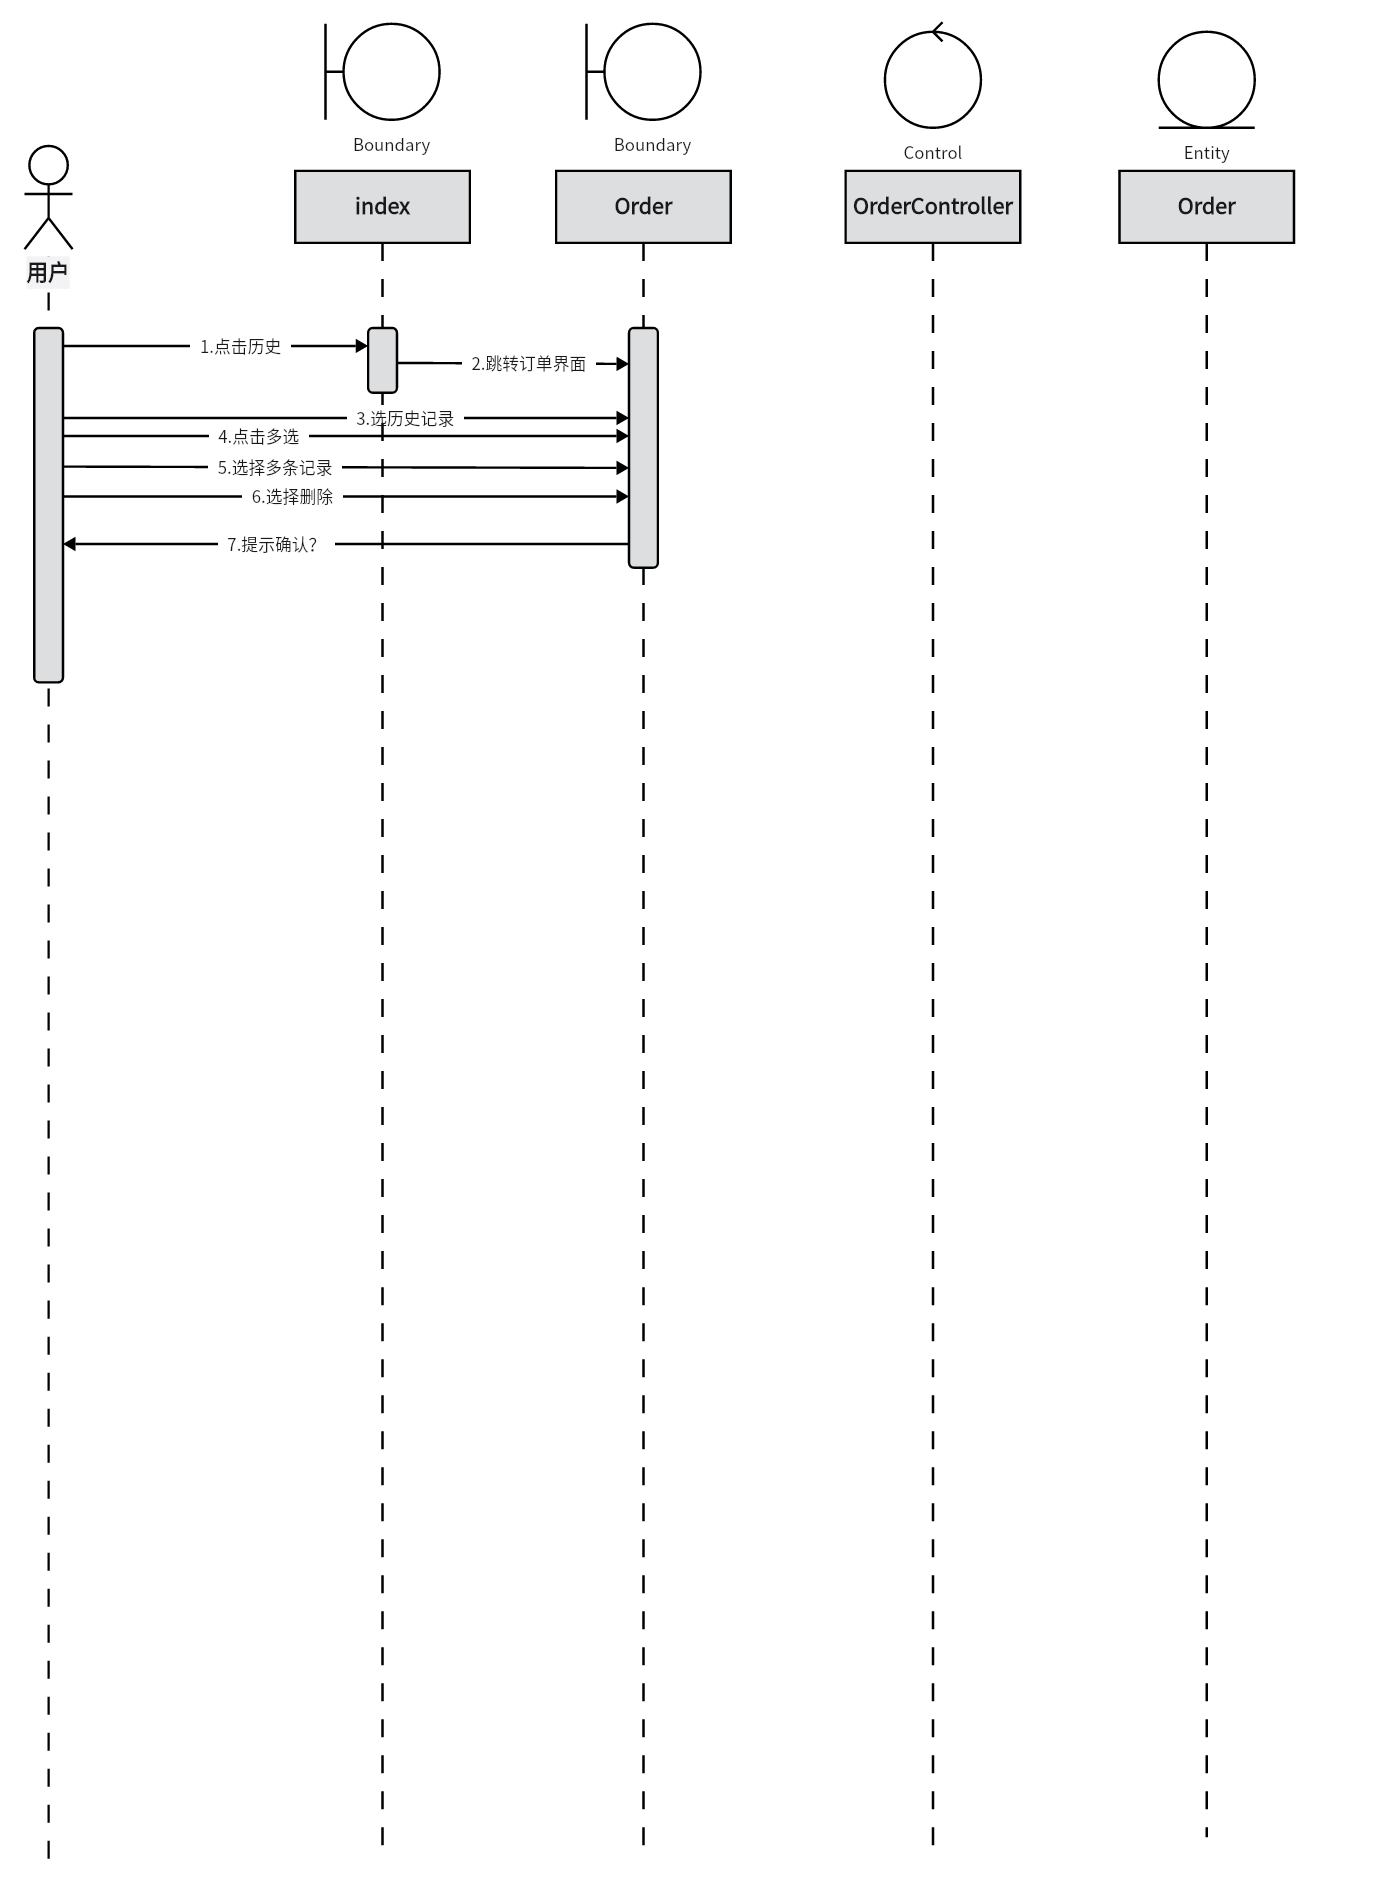 Boundary
Boundary
Control
Entity
index
Order
OrderController
Order
用户
1.点击历史
2.跳转订单界面
3.选历史记录
4.点击多选
5.选择多条记录
6.选择删除
7.提示确认？